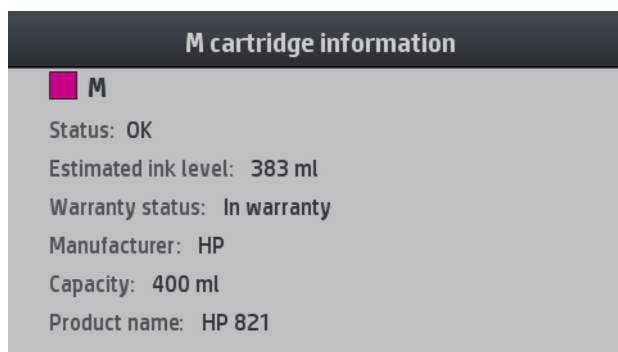 M cartridge information
M
Status: OK
Estimated ink level: 383 ml
Warranty status: In warranty
Manufacturer: HP
Capacity: 400 ml
Product name: HP 821